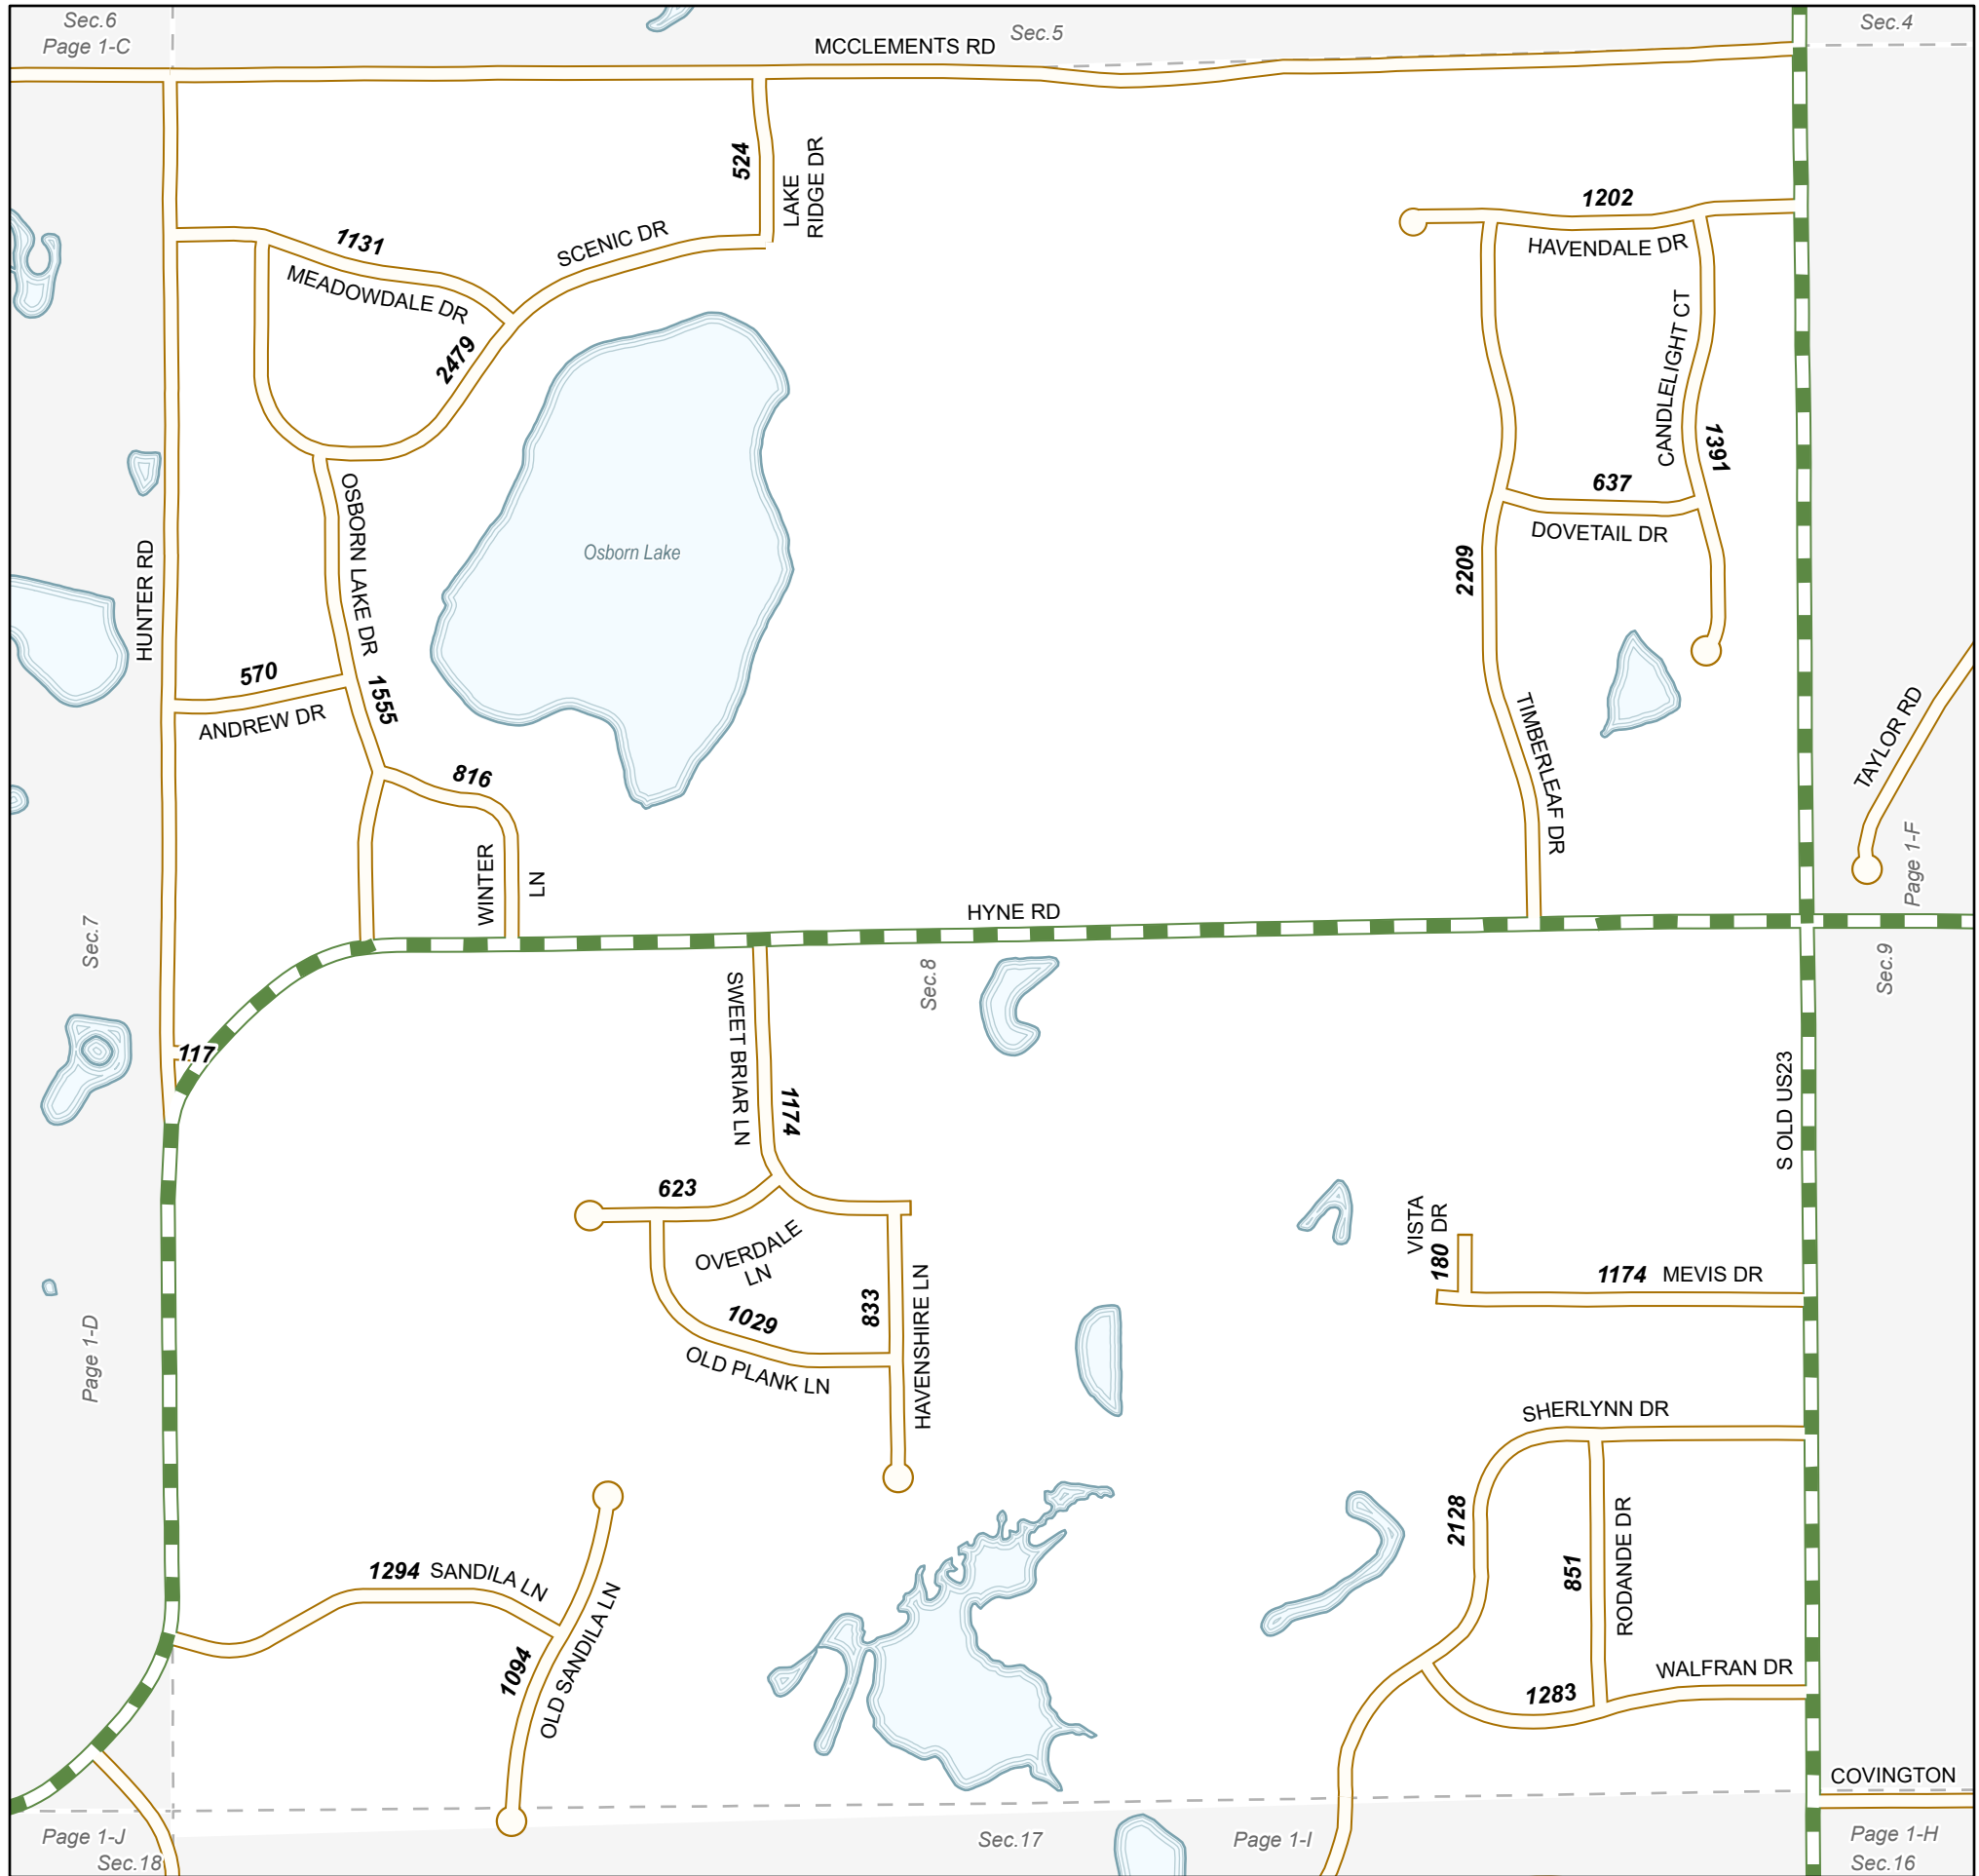 Sec.6
Page 1-C
MCCLEMENTS RD
Sec.5
Sec.4
524
LAKE
RIDGE DR
1202
HAVENDALE DR
1131
MEADOWDALE DR
SCENIC DR
2479
CANDLELIGHT CT
1391
637
DOVETAIL DR
OSBORN LAKE DR
Osborn Lake
HUNTER RD
2209
570
ANDREW DR
1555
816
WINTER
LN
TIMBERLEAF DR
TAYLOR RD
Page 1-F
HYNE RD
Sec.7
Sec.8
Sec.9
117
SWEET BRIAR LN
1174
S OLD US23
623
OVERDALE
LN
1029
OLD PLANK LN
833
HAVENSHIRE LN
VISTA
DR
180
1174 MEVIS DR
Page 1-D
SHERLYNN DR
2128
851
RODANDE DR
1294 SANDILA LN
1094
OLD SANDILA LN
WALFRAN DR
1283
COVINGTON
Page 1-J
Sec.18
Sec.17
Page 1-I
Page 1-H
Sec.16